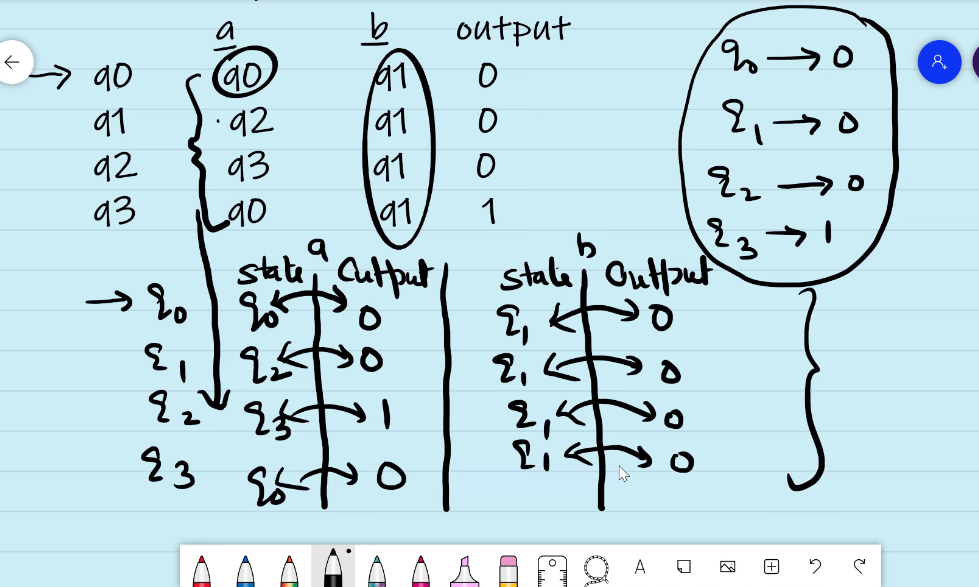 a b output
→ q0 q0 q1 0
q1 q2 q1 0
q2 q3 q1 0
q3 q0 q1 1
q0 → 0
q1 → 0
q2 → 0
q3 → 1
a b
state output state output
→ q0 q0 0 q1 0
q1 q2 0 q1 0
q2 q3 1 q1 0
q3 q0 0 q1 0
A